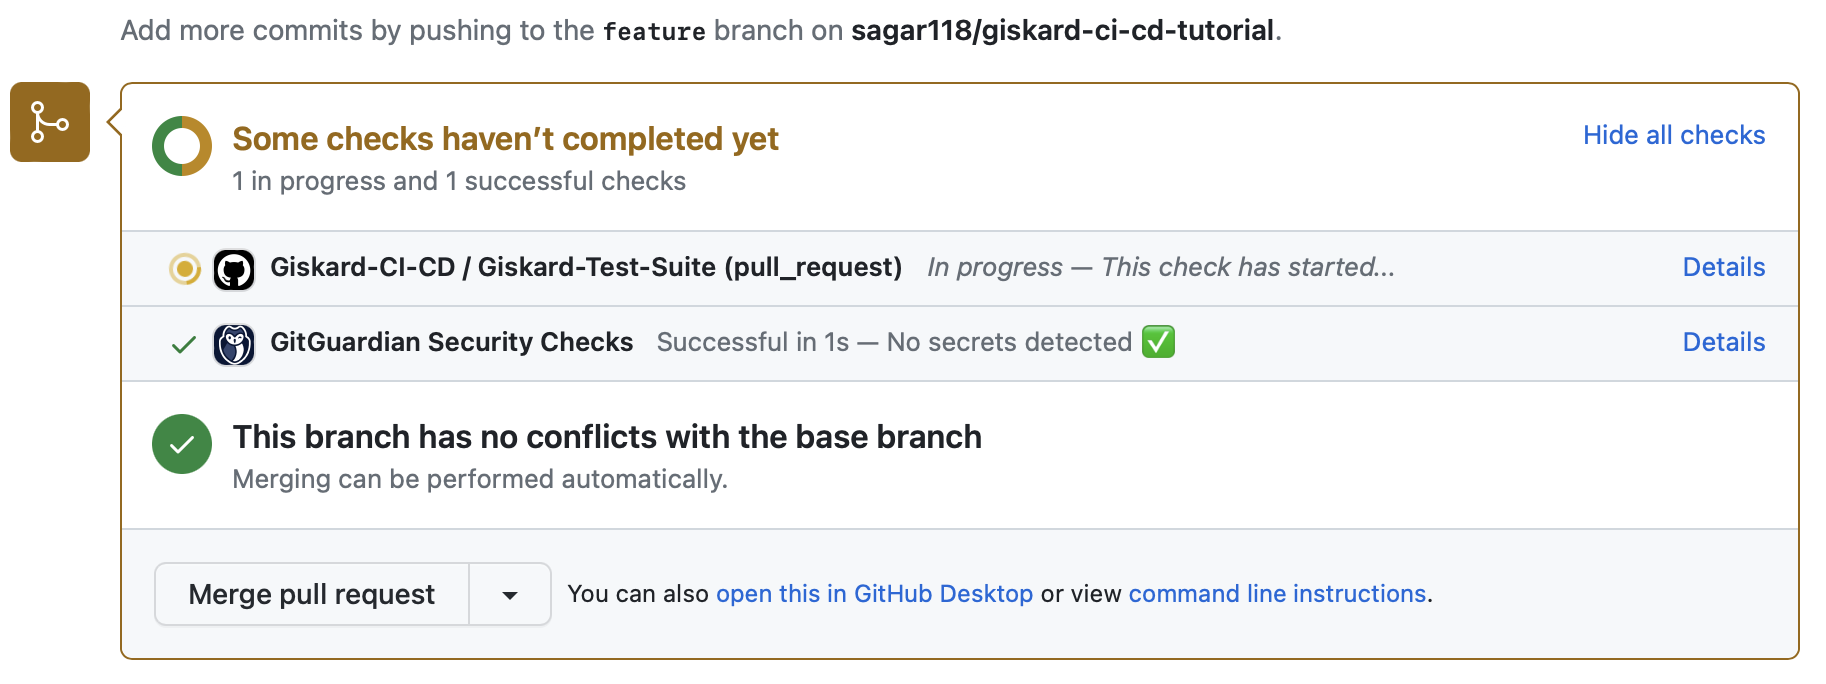 Add more commits by pushing to the feature branch on sagar118/giskard-ci-cd-tutorial.
Some checks haven’t completed yet
Hide all checks
1 in progress and 1 successful checks
Giskard-CI-CD / Giskard-Test-Suite (pull_request) In progress — This check has started... Details
GitGuardian Security Checks Successful in 1s — No secrets detected ✅ Details
This branch has no conflicts with the base branch
Merging can be performed automatically.
Merge pull request You can also open this in GitHub Desktop or view command line instructions.